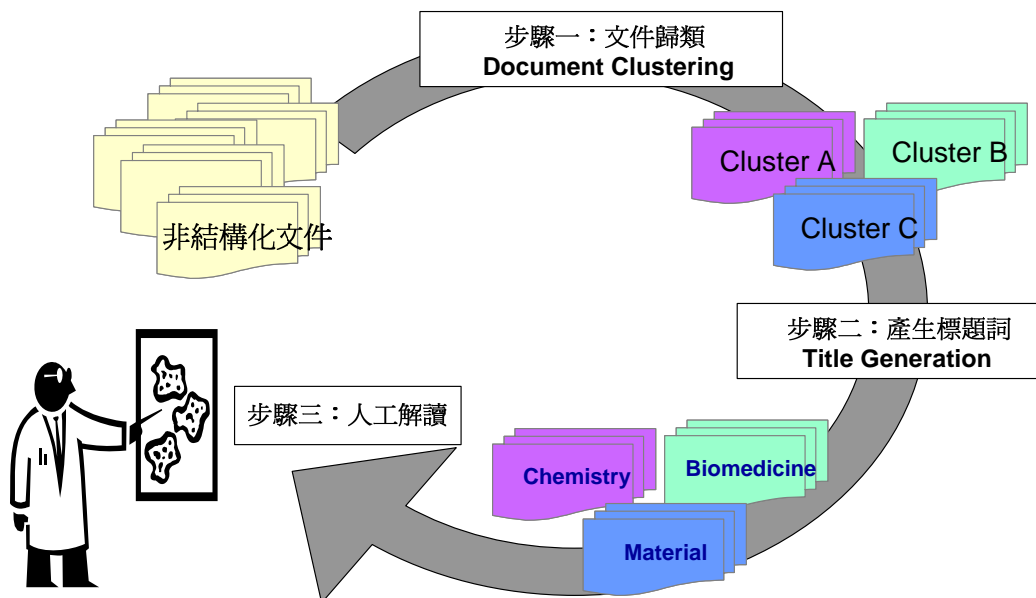 步驟一：文件歸類
Document Clustering
Cluster A
Cluster B
Cluster C
非結構化文件
步驟二：產生標題詞
Title Generation
步驟三：人工解讀
Chemistry
Biomedicine
Material